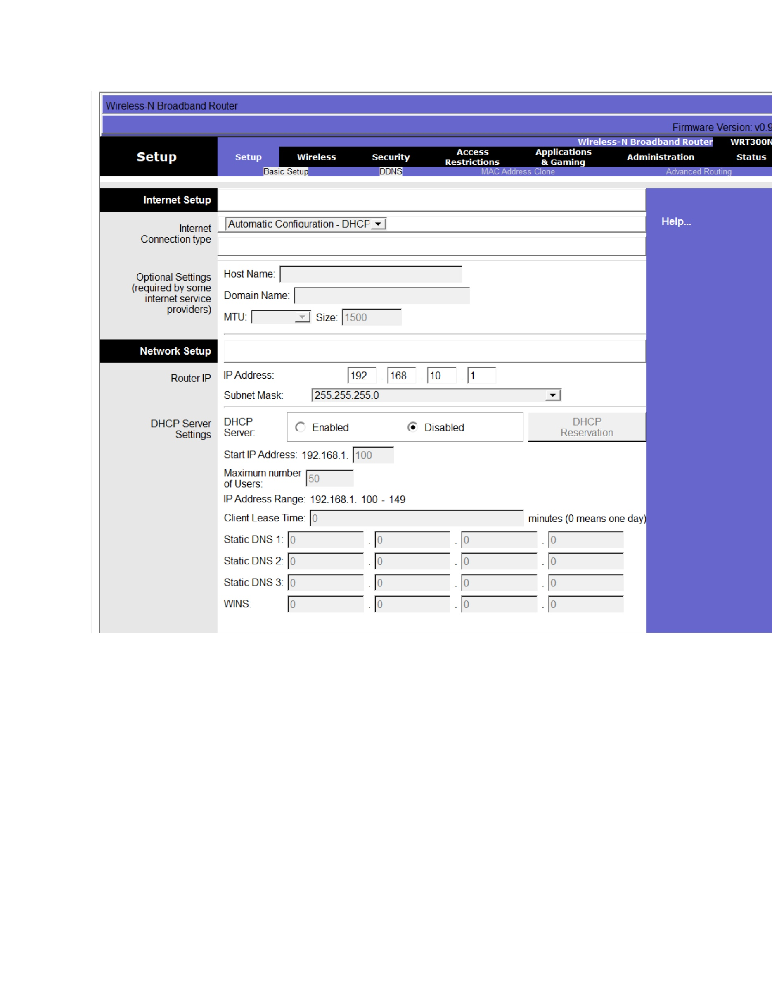 Wireless-N Broadband Router
Firmware Version: v0.9
Wireless-N Broadband Router WRT300N
Setup
Setup Wireless Security Access Restrictions Applications & Gaming Administration Status
Basic Setup DDNS MAC Address Clone Advanced Routing
Internet Setup
Internet
Connection type
Automatic Configuration - DHCP
Help...
Optional Settings
(required by some
internet service
providers)
Host Name:
Domain Name:
MTU: Size: 1500
Network Setup
Router IP
IP Address: 192 . 168 . 10 . 1
Subnet Mask: 255.255.255.0
DHCP Server
Settings
DHCP
Server:
Enabled Disabled
DHCP
Reservation
Start IP Address: 192.168.1. 100
Maximum number
of Users: 50
IP Address Range: 192.168.1. 100 - 149
Client Lease Time: 0 minutes (0 means one day)
Static DNS 1: 0 . 0 . 0 . 0
Static DNS 2: 0 . 0 . 0 . 0
Static DNS 3: 0 . 0 . 0 . 0
WINS: 0 . 0 . 0 . 0